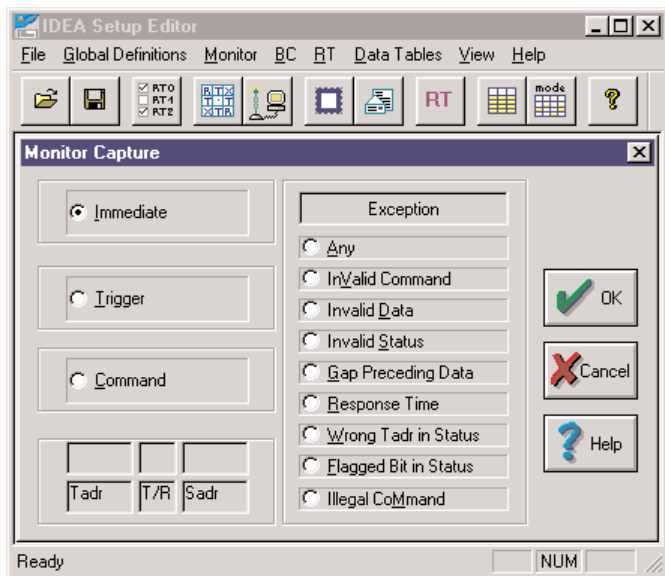 IDEA Setup Editor
File Global Definitions Monitor BC RT Data Tables View Help
RT0
RT1
RT2
RTX
XTR
RT
mode
?
Monitor Capture
Immediate
Trigger
Command
Tadr T/R Sadr
Exception
Any
InValid Command
Invalid Data
Invalid Status
Gap Preceding Data
Response Time
Wrong Tadr in Status
Flagged Bit in Status
Illegal CoMmand
OK
Cancel
? Help
Ready NUM